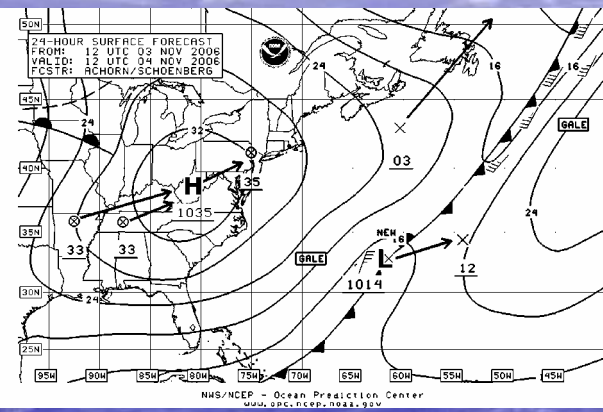 50N
24-HOUR SURFACE FORECAST
FROM: 12 UTC 03 NOV 2006
VALID: 12 UTC 04 NOV 2006
FCSTR: ACHORN/SCHOENBERG
NOAA
24
16
16
45N
24
32
GALE
40N
H
1035
35
03
24
35N
33
33
NEW
16
L
1014
12
GALE
30N
24
25N
95W
90W
85W
80W
75W
70W
65W
60W
55W
50W
45W
NWS/NCEP - Ocean Prediction Center
www.opc.ncep.noaa.gov